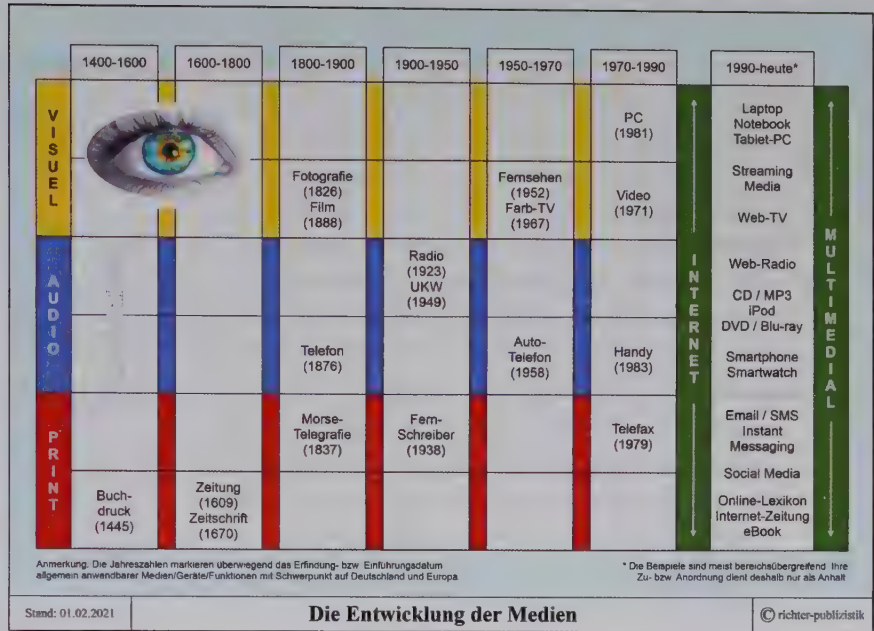 1400-1600
1600-1800
1800-1900
1900-1950
1950-1970
1970-1990
1990-heute*
VISUEL
Fotografie
(1826)
Film
(1888)
Fernsehen
(1952)
Farb-TV
(1967)
PC
(1981)
Video
(1971)
AUDIO
Radio
(1923)
UKW
(1949)
Telefon
(1876)
Auto-
Telefon
(1958)
Handy
(1983)
PRINT
Morse-
Telegrafie
(1837)
Fern-
Schreiber
(1938)
Telefax
(1979)
Buch-
druck
(1445)
Zeitung
(1609)
Zeitschrift
(1670)
INTERNET
Laptop
Notebook
Tablet-PC
Streaming
Media
Web-TV
Web-Radio
CD / MP3
iPod
DVD / Blu-ray
Smartphone
Smartwatch
Email / SMS
Instant
Messaging
Social Media
Online-Lexikon
Internet-Zeitung
eBook
MULTIMEDIAL
Anmerkung. Die Jahreszahlen markieren überwiegend das Erfindung- bzw Einführungsdatum
allgemein anwendbarer Medien/Geräte/Funktionen mit Schwerpunkt auf Deutschland und Europa
* Die Beispiele sind meist bereichsübergreifend Ihre
Zu- bzw Anordnung dient deshalb nur als Anhalt
Stand: 01.02.2021
Die Entwicklung der Medien
© richter-publizistik